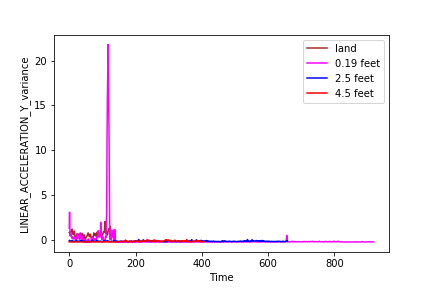 land
0.19 feet
2.5 feet
4.5 feet
LINEAR_ACCELERATION_Y_variance
20
15
10
5
0
0 200 400 600 800
Time